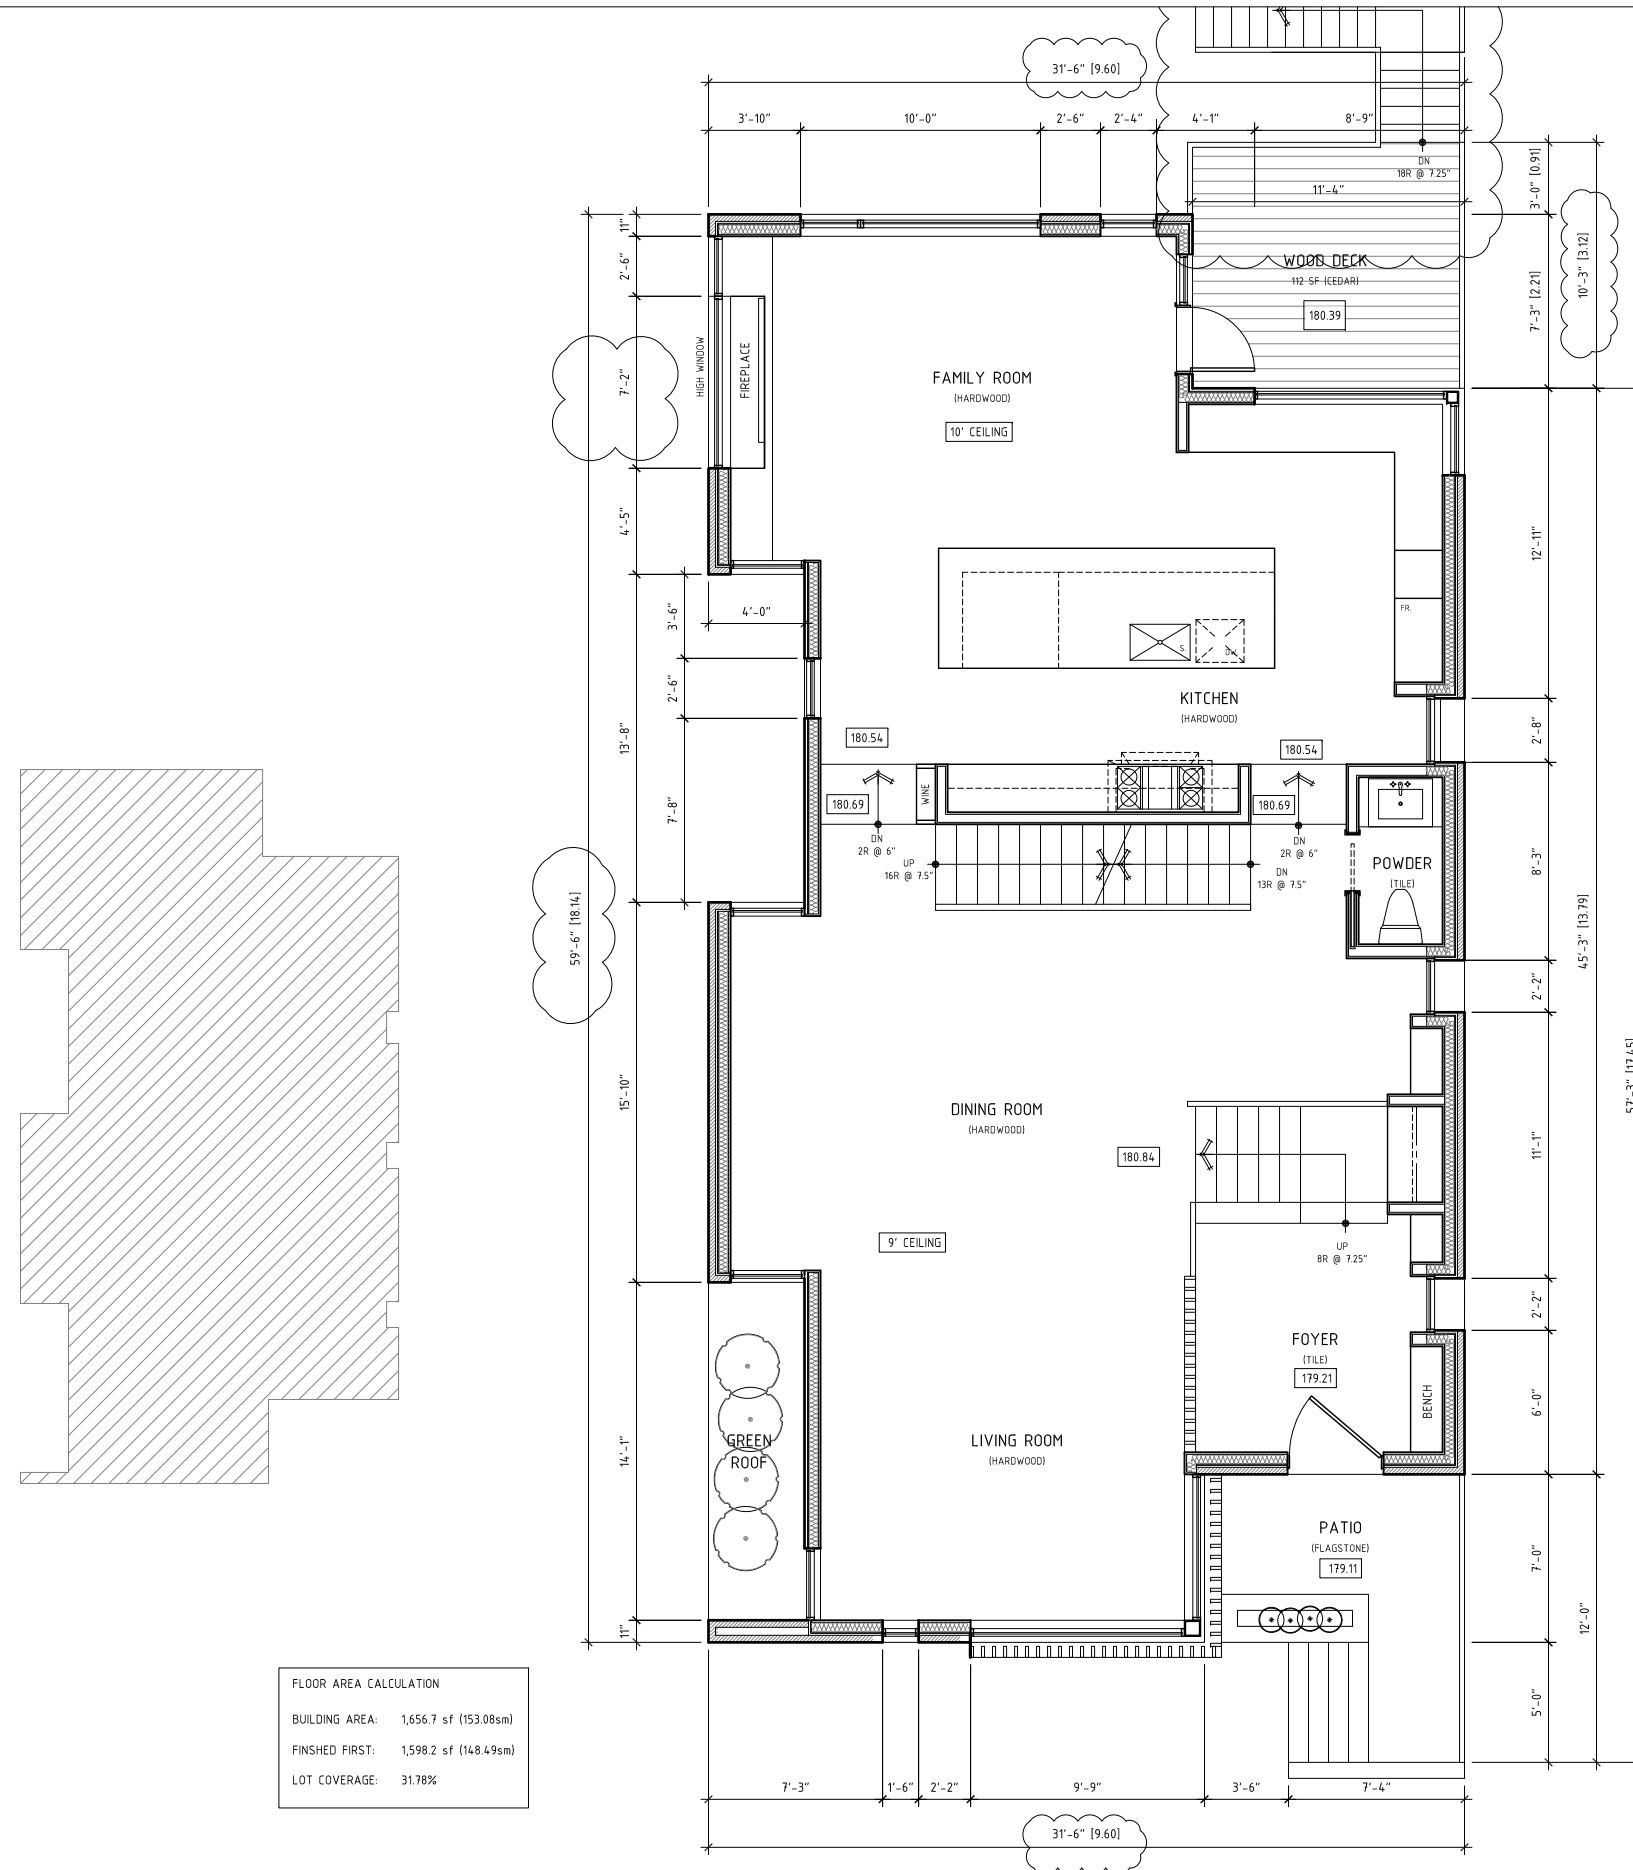 31'-6" [9.60]
3'-10"
10'-0"
2'-6"
2'-4"
4'-1"
8'-9"
DN
18R @ 7.25"
11'-4"
3'-0" [0.91]
11"
2'-6"
WOOD DECK
112 SF (CEDAR)
180.39
7'-3" [2.21]
10'-3" [3.12]
7'-2"
HIGH WINDOW
FIREPLACE
FAMILY ROOM
(HARDWOOD)
10' CEILING
4'-5"
12'-11"
3'-6"
4'-0"
FR.
S.
DW
2'-6"
KITCHEN
(HARDWOOD)
13'-8"
180.54
180.54
2'-8"
7'-8"
180.69
WINE
180.69
DN
2R @ 6"
DN
2R @ 6"
UP
16R @ 7.5"
DN
13R @ 7.5"
POWDER
(TILE)
8'-3"
59'-6" [18.14]
45'-3" [13.79]
2'-2"
15'-10"
DINING ROOM
(HARDWOOD)
180.84
11'-1"
57'-3" [17.45]
9' CEILING
UP
8R @ 7.25"
2'-2"
FOYER
(TILE)
179.21
BENCH
6'-0"
GREEN
ROOF
14'-1"
LIVING ROOM
(HARDWOOD)
PATIO
(FLAGSTONE)
179.11
7'-0"
12'-0"
11"
5'-0"
FLOOR AREA CALCULATION
BUILDING AREA: 1,656.7 sf (153.08sm)
FINSHED FIRST: 1,598.2 sf (148.49sm)
LOT COVERAGE: 31.78%
7'-3"
1'-6"
2'-2"
9'-9"
3'-6"
7'-4"
31'-6" [9.60]